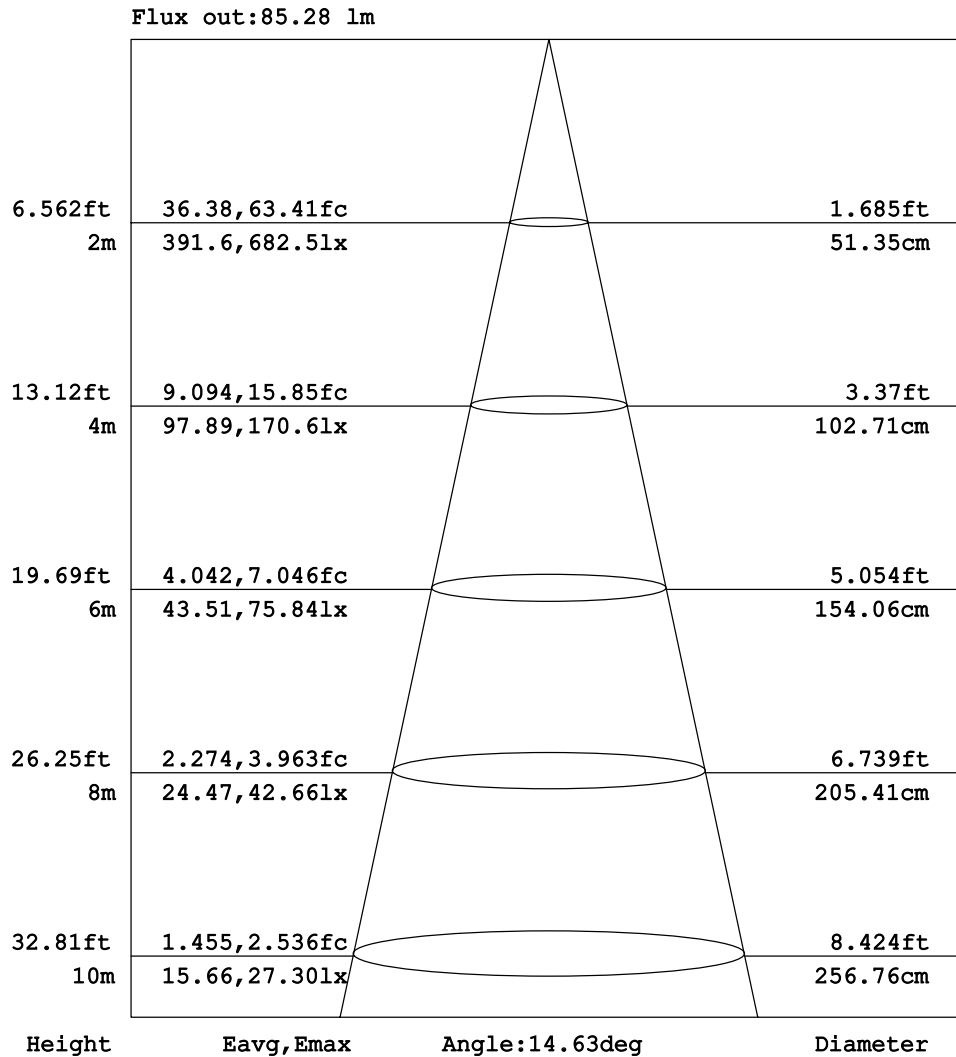 Flux out:85.28 lm
6.562ft 36.38,63.41fc 1.685ft
2m 391.6,682.5lx 51.35cm
13.12ft 9.094,15.85fc 3.37ft
4m 97.89,170.6lx 102.71cm
19.69ft 4.042,7.046fc 5.054ft
6m 43.51,75.84lx 154.06cm
26.25ft 2.274,3.963fc 6.739ft
8m 24.47,42.66lx 205.41cm
32.81ft 1.455,2.536fc 8.424ft
10m 15.66,27.30lx 256.76cm
Height Eavg,Emax Angle:14.63deg Diameter